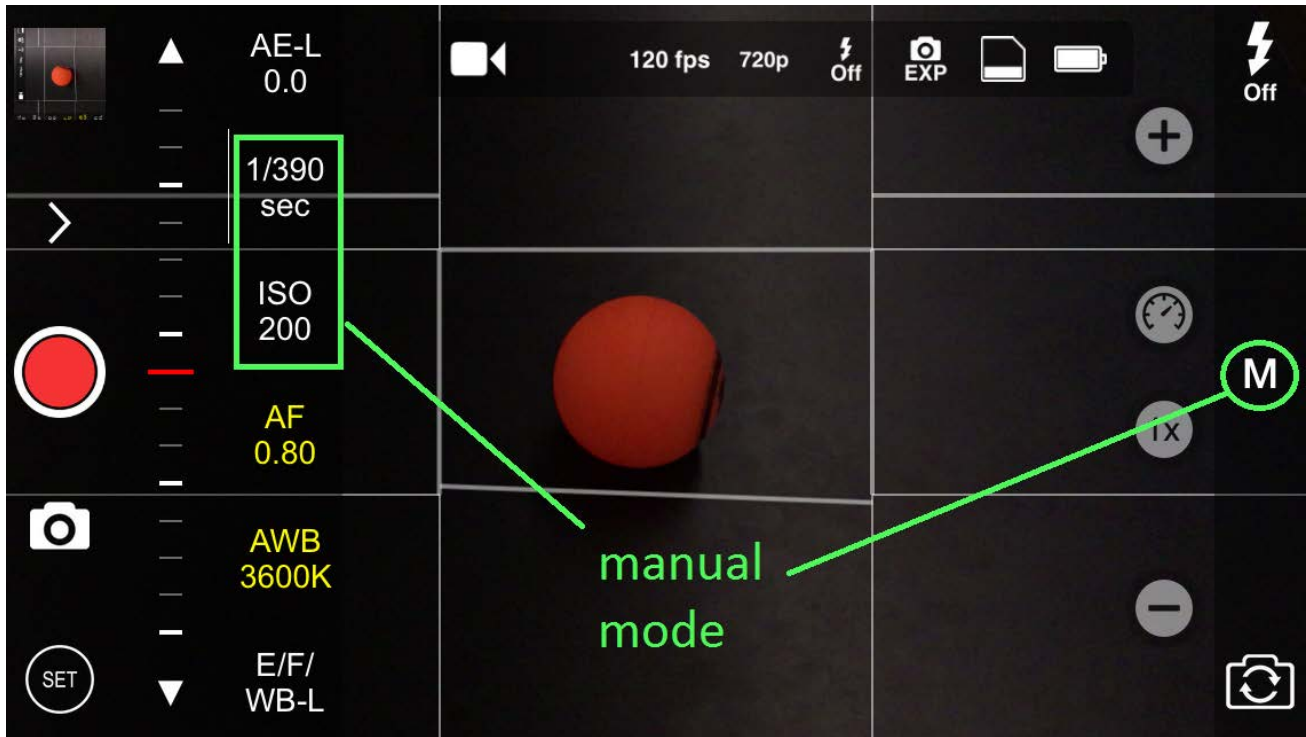 AE-L
0.0
1/390
sec
ISO
200
AF
0.80
AWB
3600K
E/F/
WB-L
SET
120 fps 720p
Off
EXP
Off
1x
M
manual
mode